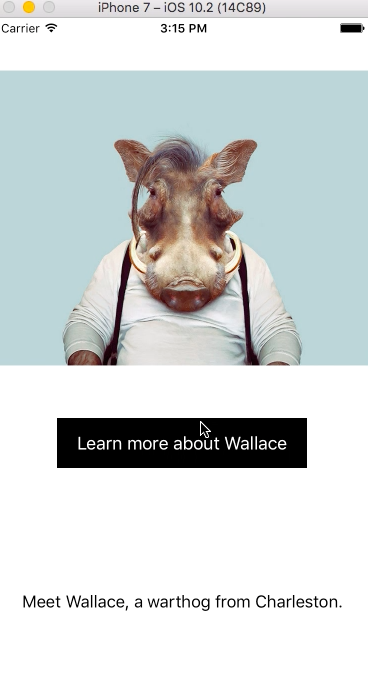 iPhone 7 – iOS 10.2 (14C89)
Carrier 3:15 PM
Learn more about Wallace
Meet Wallace, a warthog from Charleston.